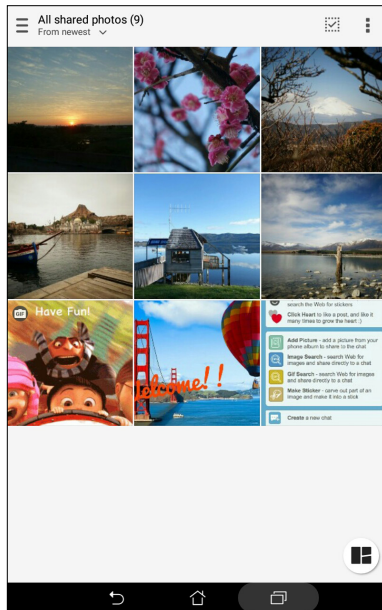 All shared photos (9)
From newest
GIF Have Fun!
Welcome!!
search the Web for stickers
Click Heart to like a post, and like it
many times to grow the heart :)
Add Picture - add a picture from your
phone album to share to the chat
Image Search - search Web for
images and share directly to a chat
Gif Search - search Web for images
and share directly to a chat
Make Sticker - carve out part of an
image and make it into a stick
Create a new chat